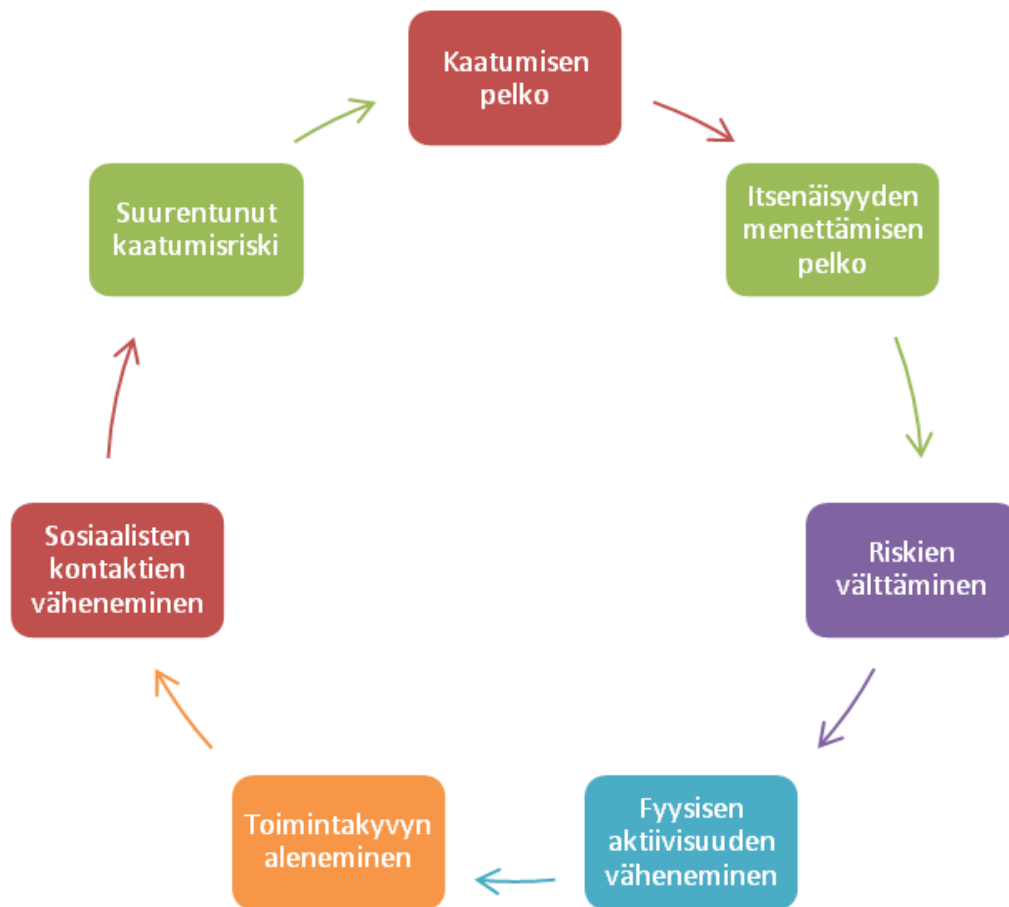 Kaatumisen
pelko
Itsenäisyyden
menettämisen
pelko
Riskien
välttäminen
Fyysisen
aktiivisuuden
väheneminen
Toimintakyvyn
aleneminen
Sosiaalisten
kontaktien
väheneminen
Suurentunut
kaatumisriski